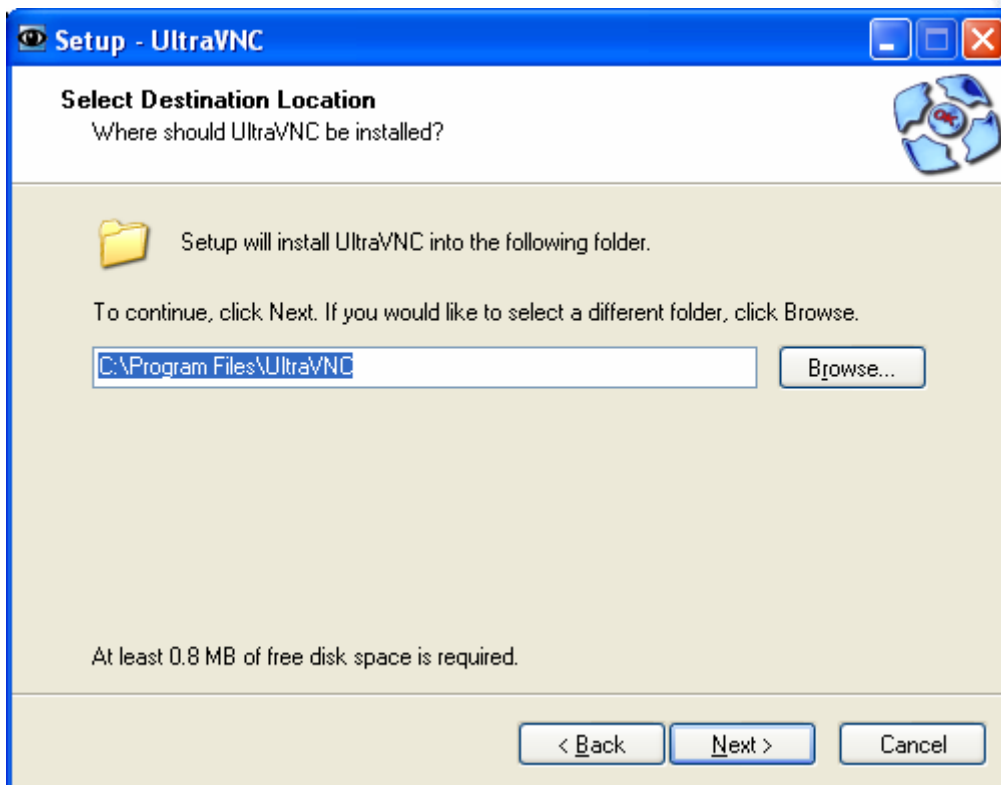 Setup - UltraVNC
Select Destination Location
Where should UltraVNC be installed?
OK
Setup will install UltraVNC into the following folder.
To continue, click Next. If you would like to select a different folder, click Browse.
C:\Program Files\UltraVNC
Browse...
At least 0.8 MB of free disk space is required.
< Back
Next >
Cancel